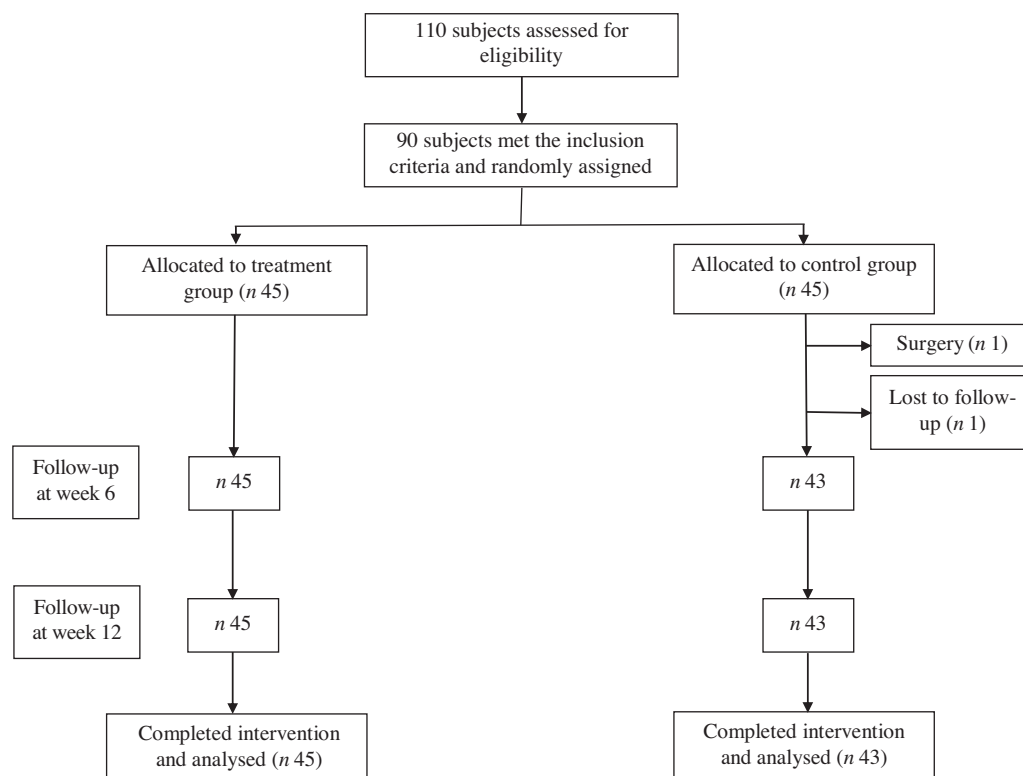 110 subjects assessed for
eligibility
90 subjects met the inclusion
criteria and randomly assigned
Allocated to treatment
group (n 45)
Allocated to control group
(n 45)
Surgery (n 1)
Lost to follow-
up (n 1)
Follow-up
at week 6
n 45
n 43
Follow-up
at week 12
n 45
n 43
Completed intervention
and analysed (n 45)
Completed intervention
and analysed (n 43)